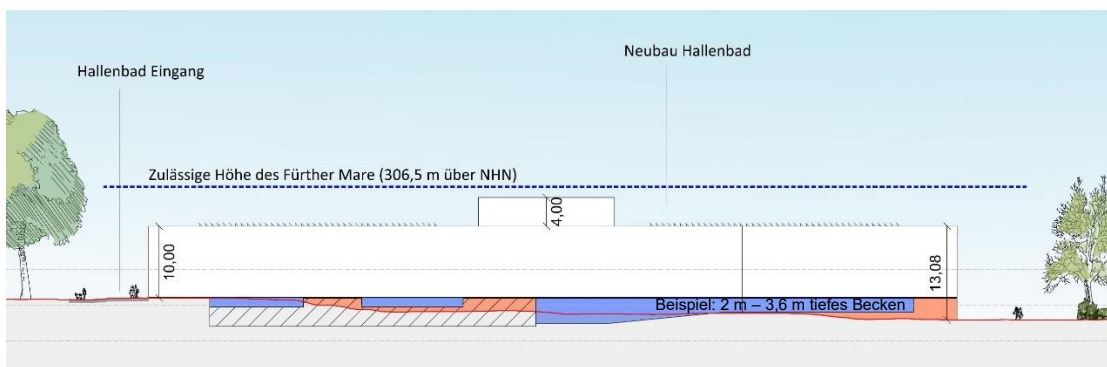 Neubau Hallenbad
Hallenbad Eingang
Zulässige Höhe des Fürther Mare (306,5 m über NHN)
4,00
10,00
13,08
Beispiel: 2 m – 3,6 m tiefes Becken